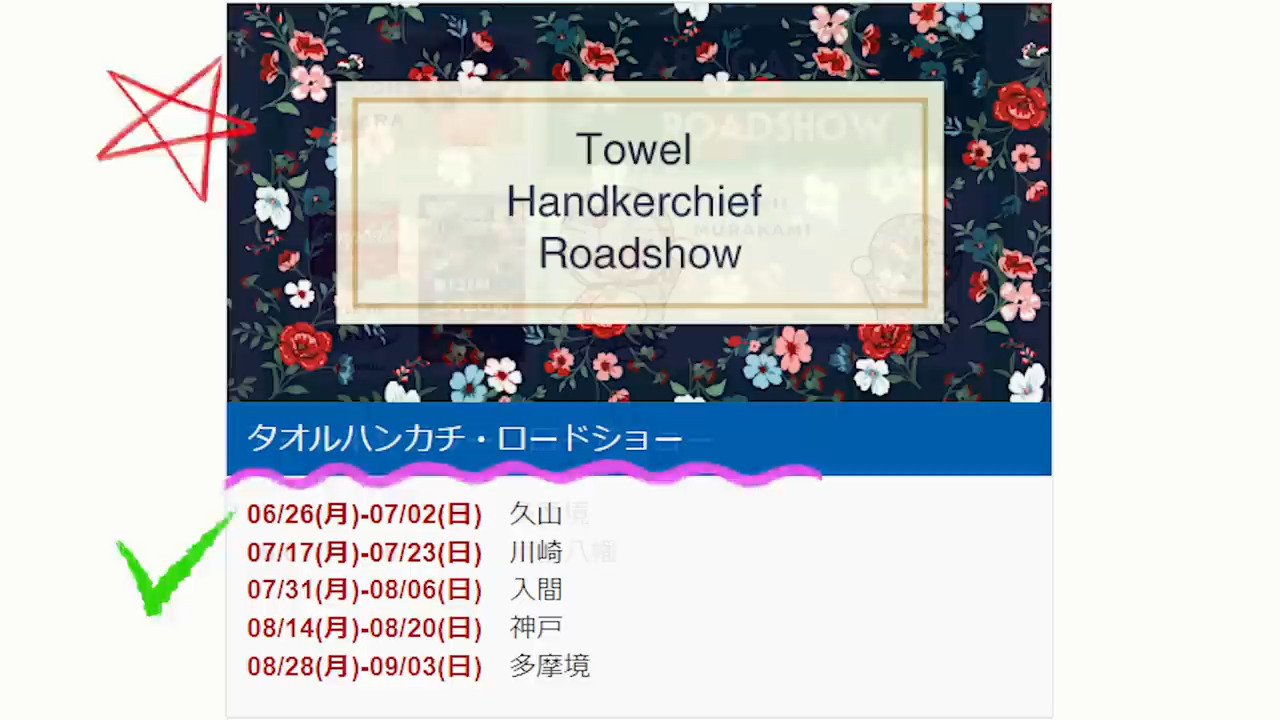 Towel
Handkerchief
Roadshow
ROADSHOW
MURAKAMI
タオルハンカチ・ロードショー
06/26(月)-07/02(日) 久山
07/17(月)-07/23(日) 川崎
07/31(月)-08/06(日) 入間
08/14(月)-08/20(日) 神戸
08/28(月)-09/03(日) 多摩境